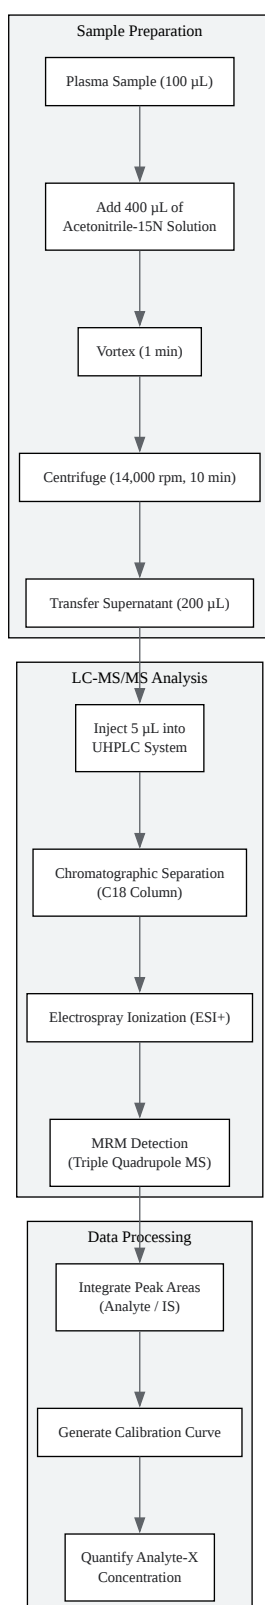 Sample Preparation
Plasma Sample (100 µL)
Add 400 µL of
Acetonitrile-15N Solution
Vortex (1 min)
Centrifuge (14,000 rpm, 10 min)
Transfer Supernatant (200 µL)
LC-MS/MS Analysis
Inject 5 µL into
UHPLC System
Chromatographic Separation
(C18 Column)
Electrospray Ionization (ESI+)
MRM Detection
(Triple Quadrupole MS)
Data Processing
Integrate Peak Areas
(Analyte / IS)
Generate Calibration Curve
Quantify Analyte-X
Concentration